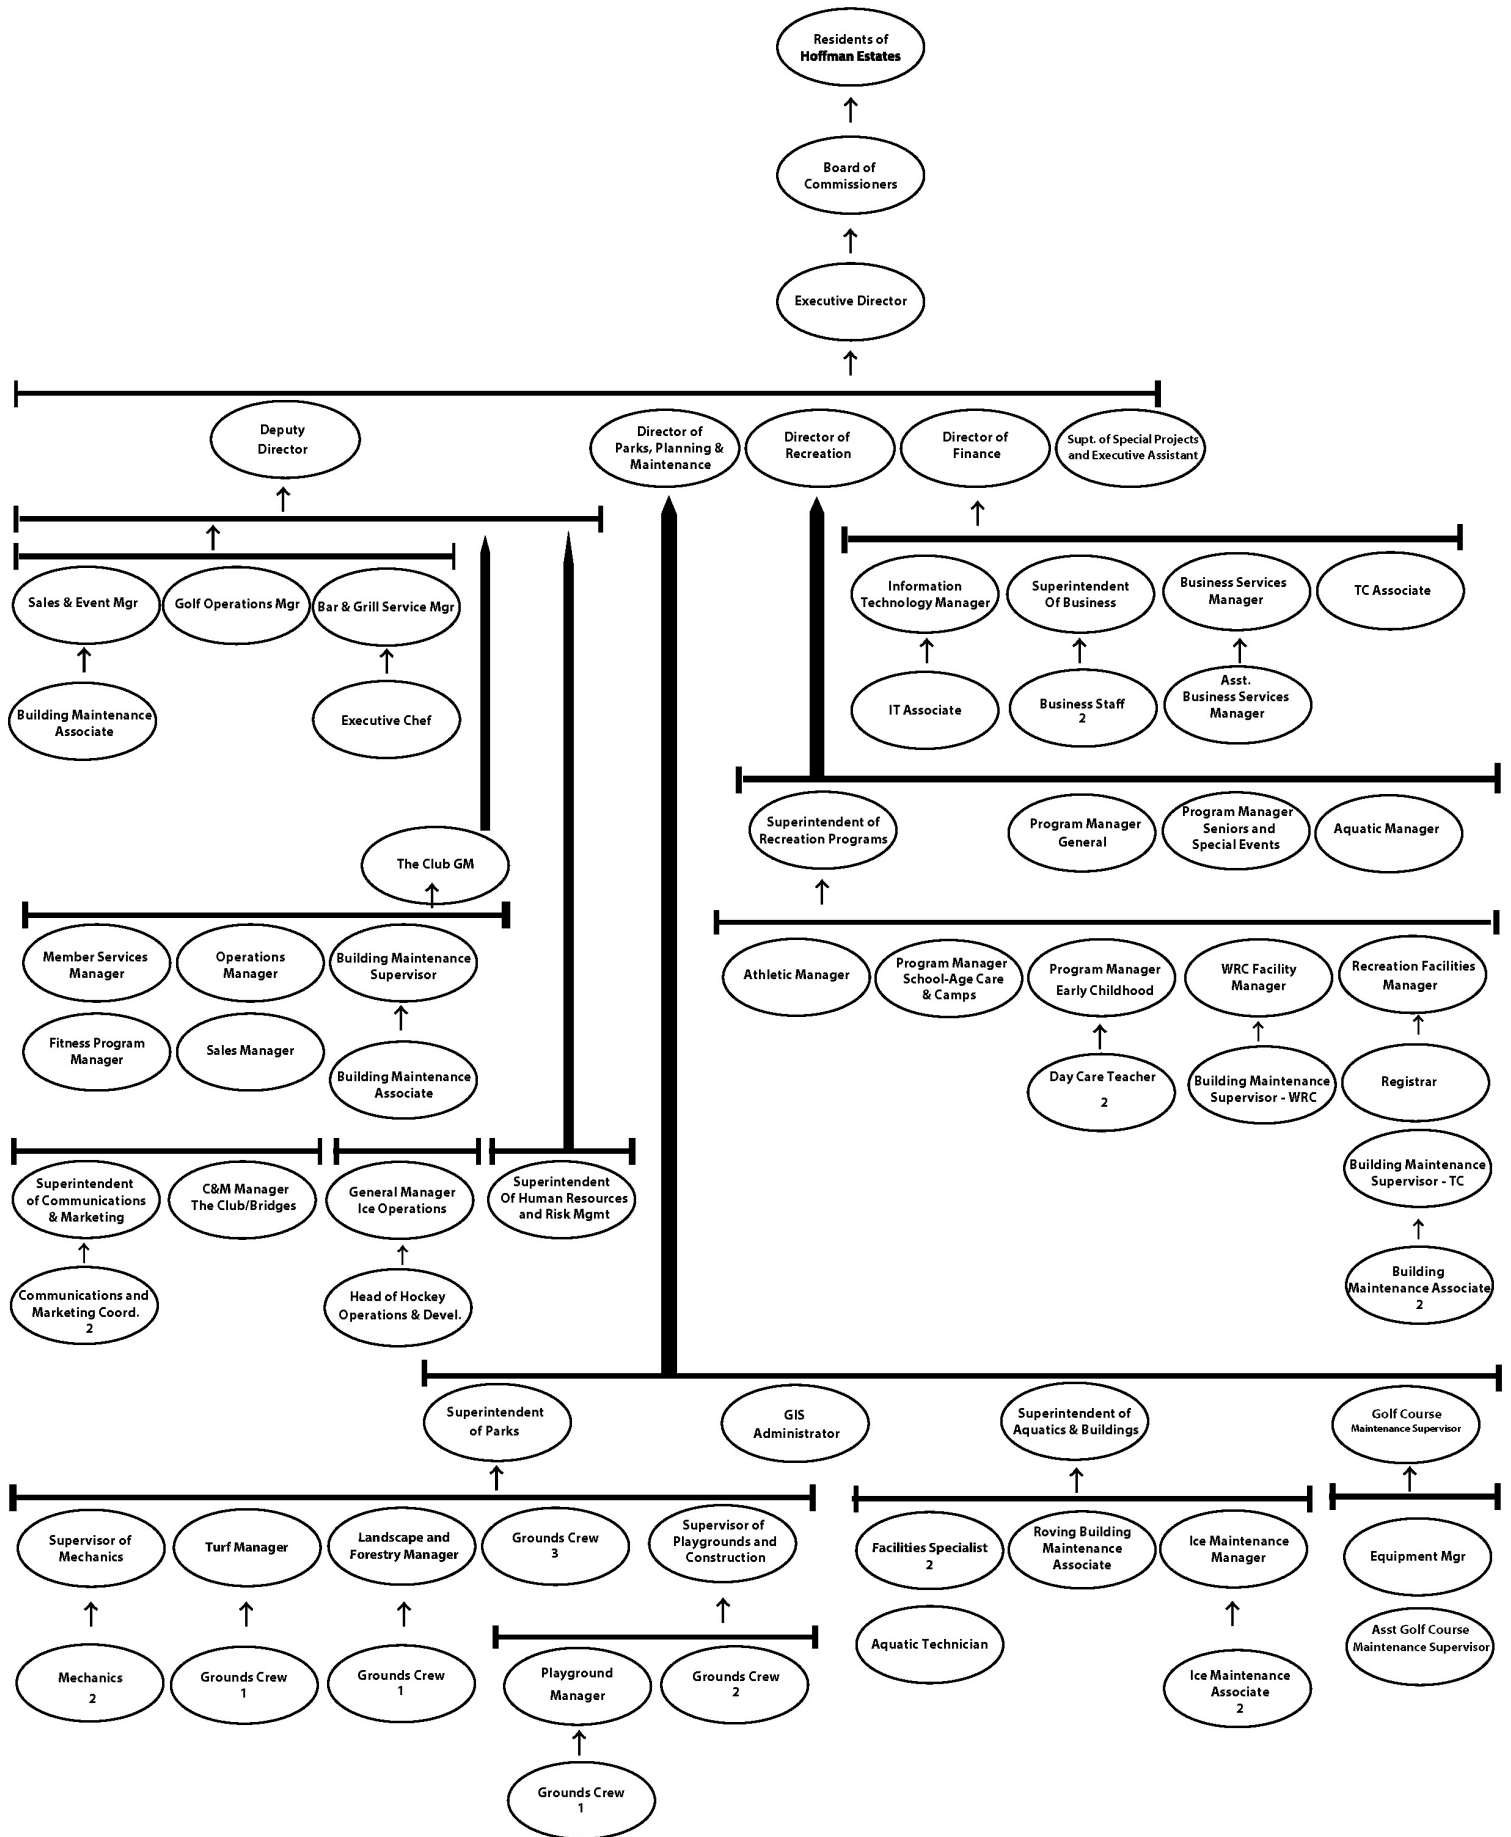 Residents of
Hoffman Estates
Board of
Commissioners
Executive Director
Deputy
Director
Director of
Parks, Planning &
Maintenance
Director of
Recreation
Director of
Finance
Supt. of Special Projects
and Executive Assistant
Sales & Event Mgr
Golf Operations Mgr
Bar & Grill Service Mgr
Information
Technology Manager
Superintendent
Of Business
Business Services
Manager
TC Associate
Building Maintenance
Associate
Executive Chef
IT Associate
Business Staff
2
Asst.
Business Services
Manager
Superintendent of
Recreation Programs
Program Manager
General
Program Manager
Seniors and
Special Events
Aquatic Manager
The Club GM
Member Services
Manager
Operations
Manager
Building Maintenance
Supervisor
Athletic Manager
Program Manager
School-Age Care
& Camps
Program Manager
Early Childhood
WRC Facility
Manager
Recreation Facilities
Manager
Fitness Program
Manager
Sales Manager
Building Maintenance
Associate
Day Care Teacher
2
Building Maintenance
Supervisor - WRC
Registrar
Building Maintenance
Supervisor - TC
Superintendent
of Communications
& Marketing
C&M Manager
The Club/Bridges
General Manager
Ice Operations
Superintendent
Of Human Resources
and Risk Mgmt
Communications and
Marketing Coord.
2
Head of Hockey
Operations & Devel.
Building
Maintenance Associate
2
Superintendent
of Parks
GIS
Administrator
Superintendent of
Aquatics & Buildings
Golf Course
Maintenance Supervisor
Supervisor of
Mechanics
Turf Manager
Landscape and
Forestry Manager
Grounds Crew
3
Supervisor of
Playgrounds and
Construction
Facilities Specialist
2
Roving Building
Maintenance
Associate
Ice Maintenance
Manager
Equipment Mgr
Aquatic Technician
Asst Golf Course
Maintenance Supervisor
Mechanics
2
Grounds Crew
1
Grounds Crew
1
Playground
Manager
Grounds Crew
2
Ice Maintenance
Associate
2
Grounds Crew
1